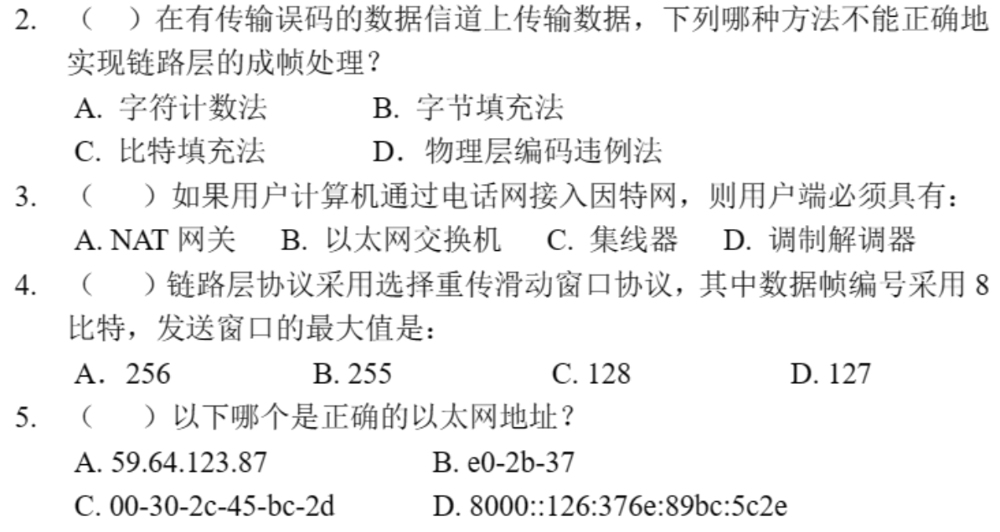 2. （ ）在有传输误码的数据信道上传输数据，下列哪种方法不能正确地
实现链路层的成帧处理？
A. 字符计数法 B. 字节填充法
C. 比特填充法 D．物理层编码违例法
3. （ ）如果用户计算机通过电话网接入因特网，则用户端必须具有：
A. NAT 网关 B. 以太网交换机 C. 集线器 D. 调制解调器
4. （ ）链路层协议采用选择重传滑动窗口协议，其中数据帧编号采用 8
比特，发送窗口的最大值是：
A．256 B. 255 C. 128 D. 127
5. （ ）以下哪个是正确的以太网地址？
A. 59.64.123.87 B. e0-2b-37
C. 00-30-2c-45-bc-2d D. 8000::126:376e:89bc:5c2e